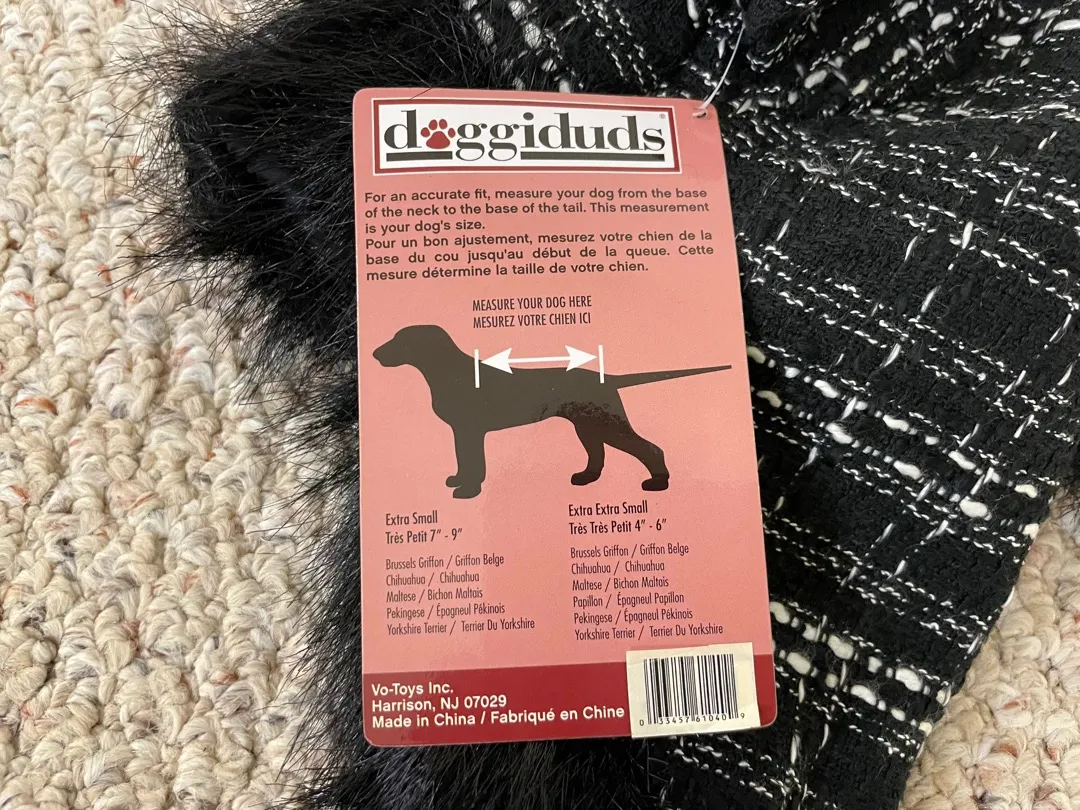 doggiduds®
For an accurate fit, measure your dog from the base
of the neck to the base of the tail. This measurement
is your dog's size.
Pour un bon ajustement, mesurez votre chien de la
base du cou jusqu'au début de la queue. Cette
mesure détermine la taille de votre chien.
MEASURE YOUR DOG HERE
MESUREZ VOTRE CHIEN ICI
Extra Small
Très Petit 7" - 9"
Brussels Griffon / Griffon Belge
Chihuahua / Chihuahua
Maltese / Bichon Maltais
Pekingese / Épagneul Pékinois
Yorkshire Terrier / Terrier Du Yorkshire
Extra Extra Small
Très Très Petit 4" - 6"
Brussels Griffon / Griffon Belge
Chihuahua / Chihuahua
Maltese / Bichon Maltais
Papillon / Épagneul Papillon
Pekingese / Épagneul Pékinois
Yorkshire Terrier / Terrier Du Yorkshire
Vo-Toys Inc.
Harrison, NJ 07029
Made in China / Fabriqué en Chine
0 33457 61040 9